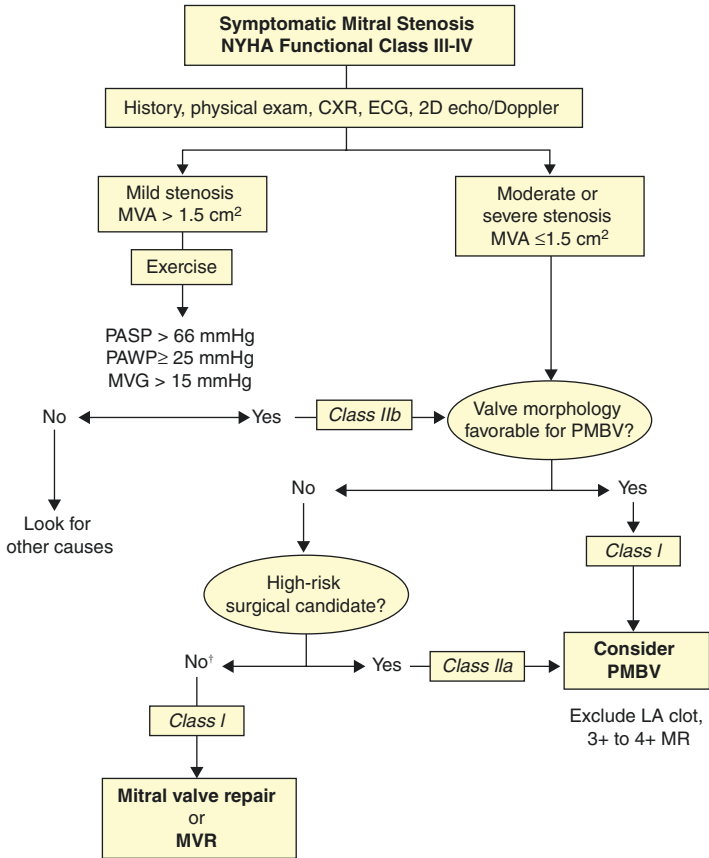 Symptomatic Mitral Stenosis
NYHA Functional Class III-IV
History, physical exam, CXR, ECG, 2D echo/Doppler
Mild stenosis
MVA > 1.5 cm²
Moderate or
severe stenosis
MVA ≤1.5 cm²
Exercise
PASP > 66 mmHg
PAWP≥ 25 mmHg
MVG > 15 mmHg
No
Yes
Class IIb
Valve morphology
favorable for PMBV?
Look for
other causes
No
Yes
Class I
High-risk
surgical candidate?
No†
Yes
Class IIa
Consider
PMBV
Exclude LA clot,
3+ to 4+ MR
Class I
Mitral valve repair
or
MVR